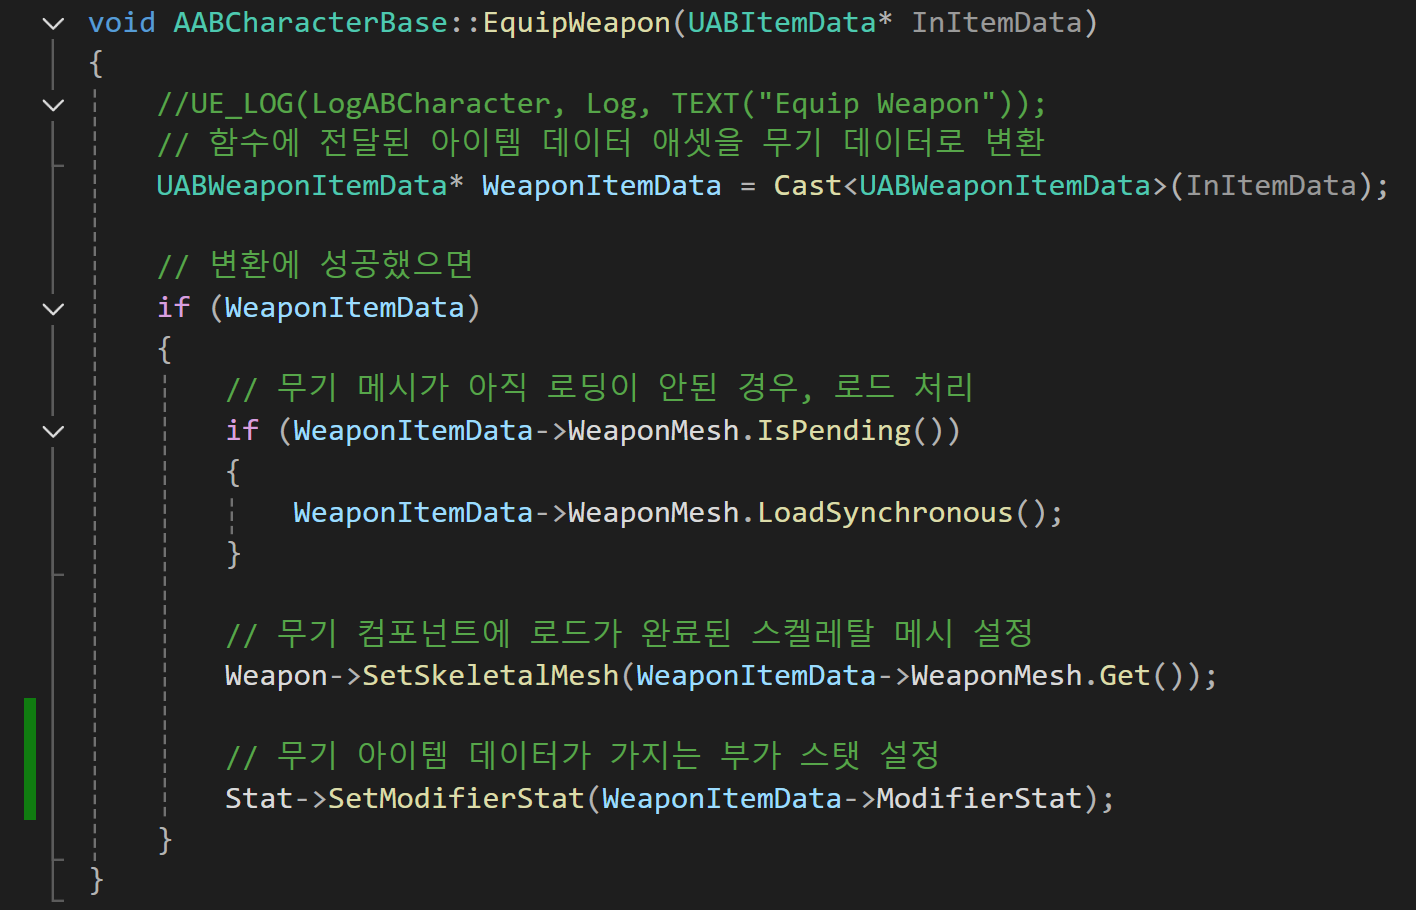 void AABCharacterBase::EquipWeapon(UABItemData* InItemData)
{
//UE_LOG(LogABCharacter, Log, TEXT("Equip Weapon"));
// 함수에 전달된 아이템 데이터 애셋을 무기 데이터로 변환
UABWeaponItemData* WeaponItemData = Cast<UABWeaponItemData>(InItemData);
// 변환에 성공했으면
if (WeaponItemData)
{
// 무기 메시가 아직 로딩이 안된 경우, 로드 처리
if (WeaponItemData->WeaponMesh.IsPending())
{
WeaponItemData->WeaponMesh.LoadSynchronous();
}
// 무기 컴포넌트에 로드가 완료된 스켈레탈 메시 설정
Weapon->SetSkeletalMesh(WeaponItemData->WeaponMesh.Get());
// 무기 아이템 데이터가 가지는 부가 스탯 설정
Stat->SetModifierStat(WeaponItemData->ModifierStat);
}
}